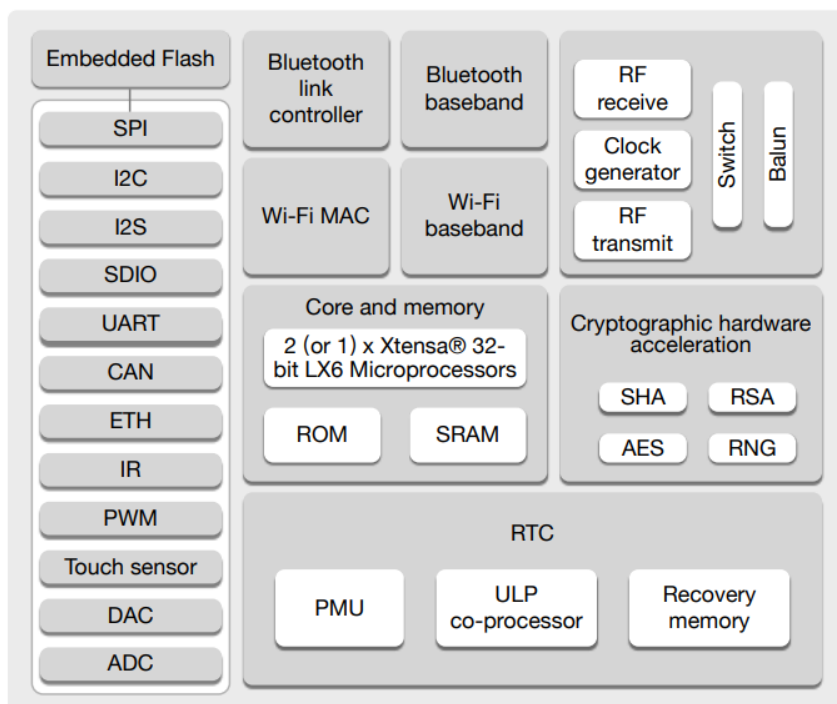 Embedded Flash
SPI
I2C
I2S
SDIO
UART
CAN
ETH
IR
PWM
Touch sensor
DAC
ADC
Bluetooth
link
controller
Bluetooth
baseband
Wi-Fi MAC
Wi-Fi
baseband
RF
receive
Clock
generator
RF
transmit
Switch
Balun
Core and memory
2 (or 1) x Xtensa® 32-
bit LX6 Microprocessors
ROM
SRAM
Cryptographic hardware
acceleration
SHA
RSA
AES
RNG
RTC
PMU
ULP
co-processor
Recovery
memory